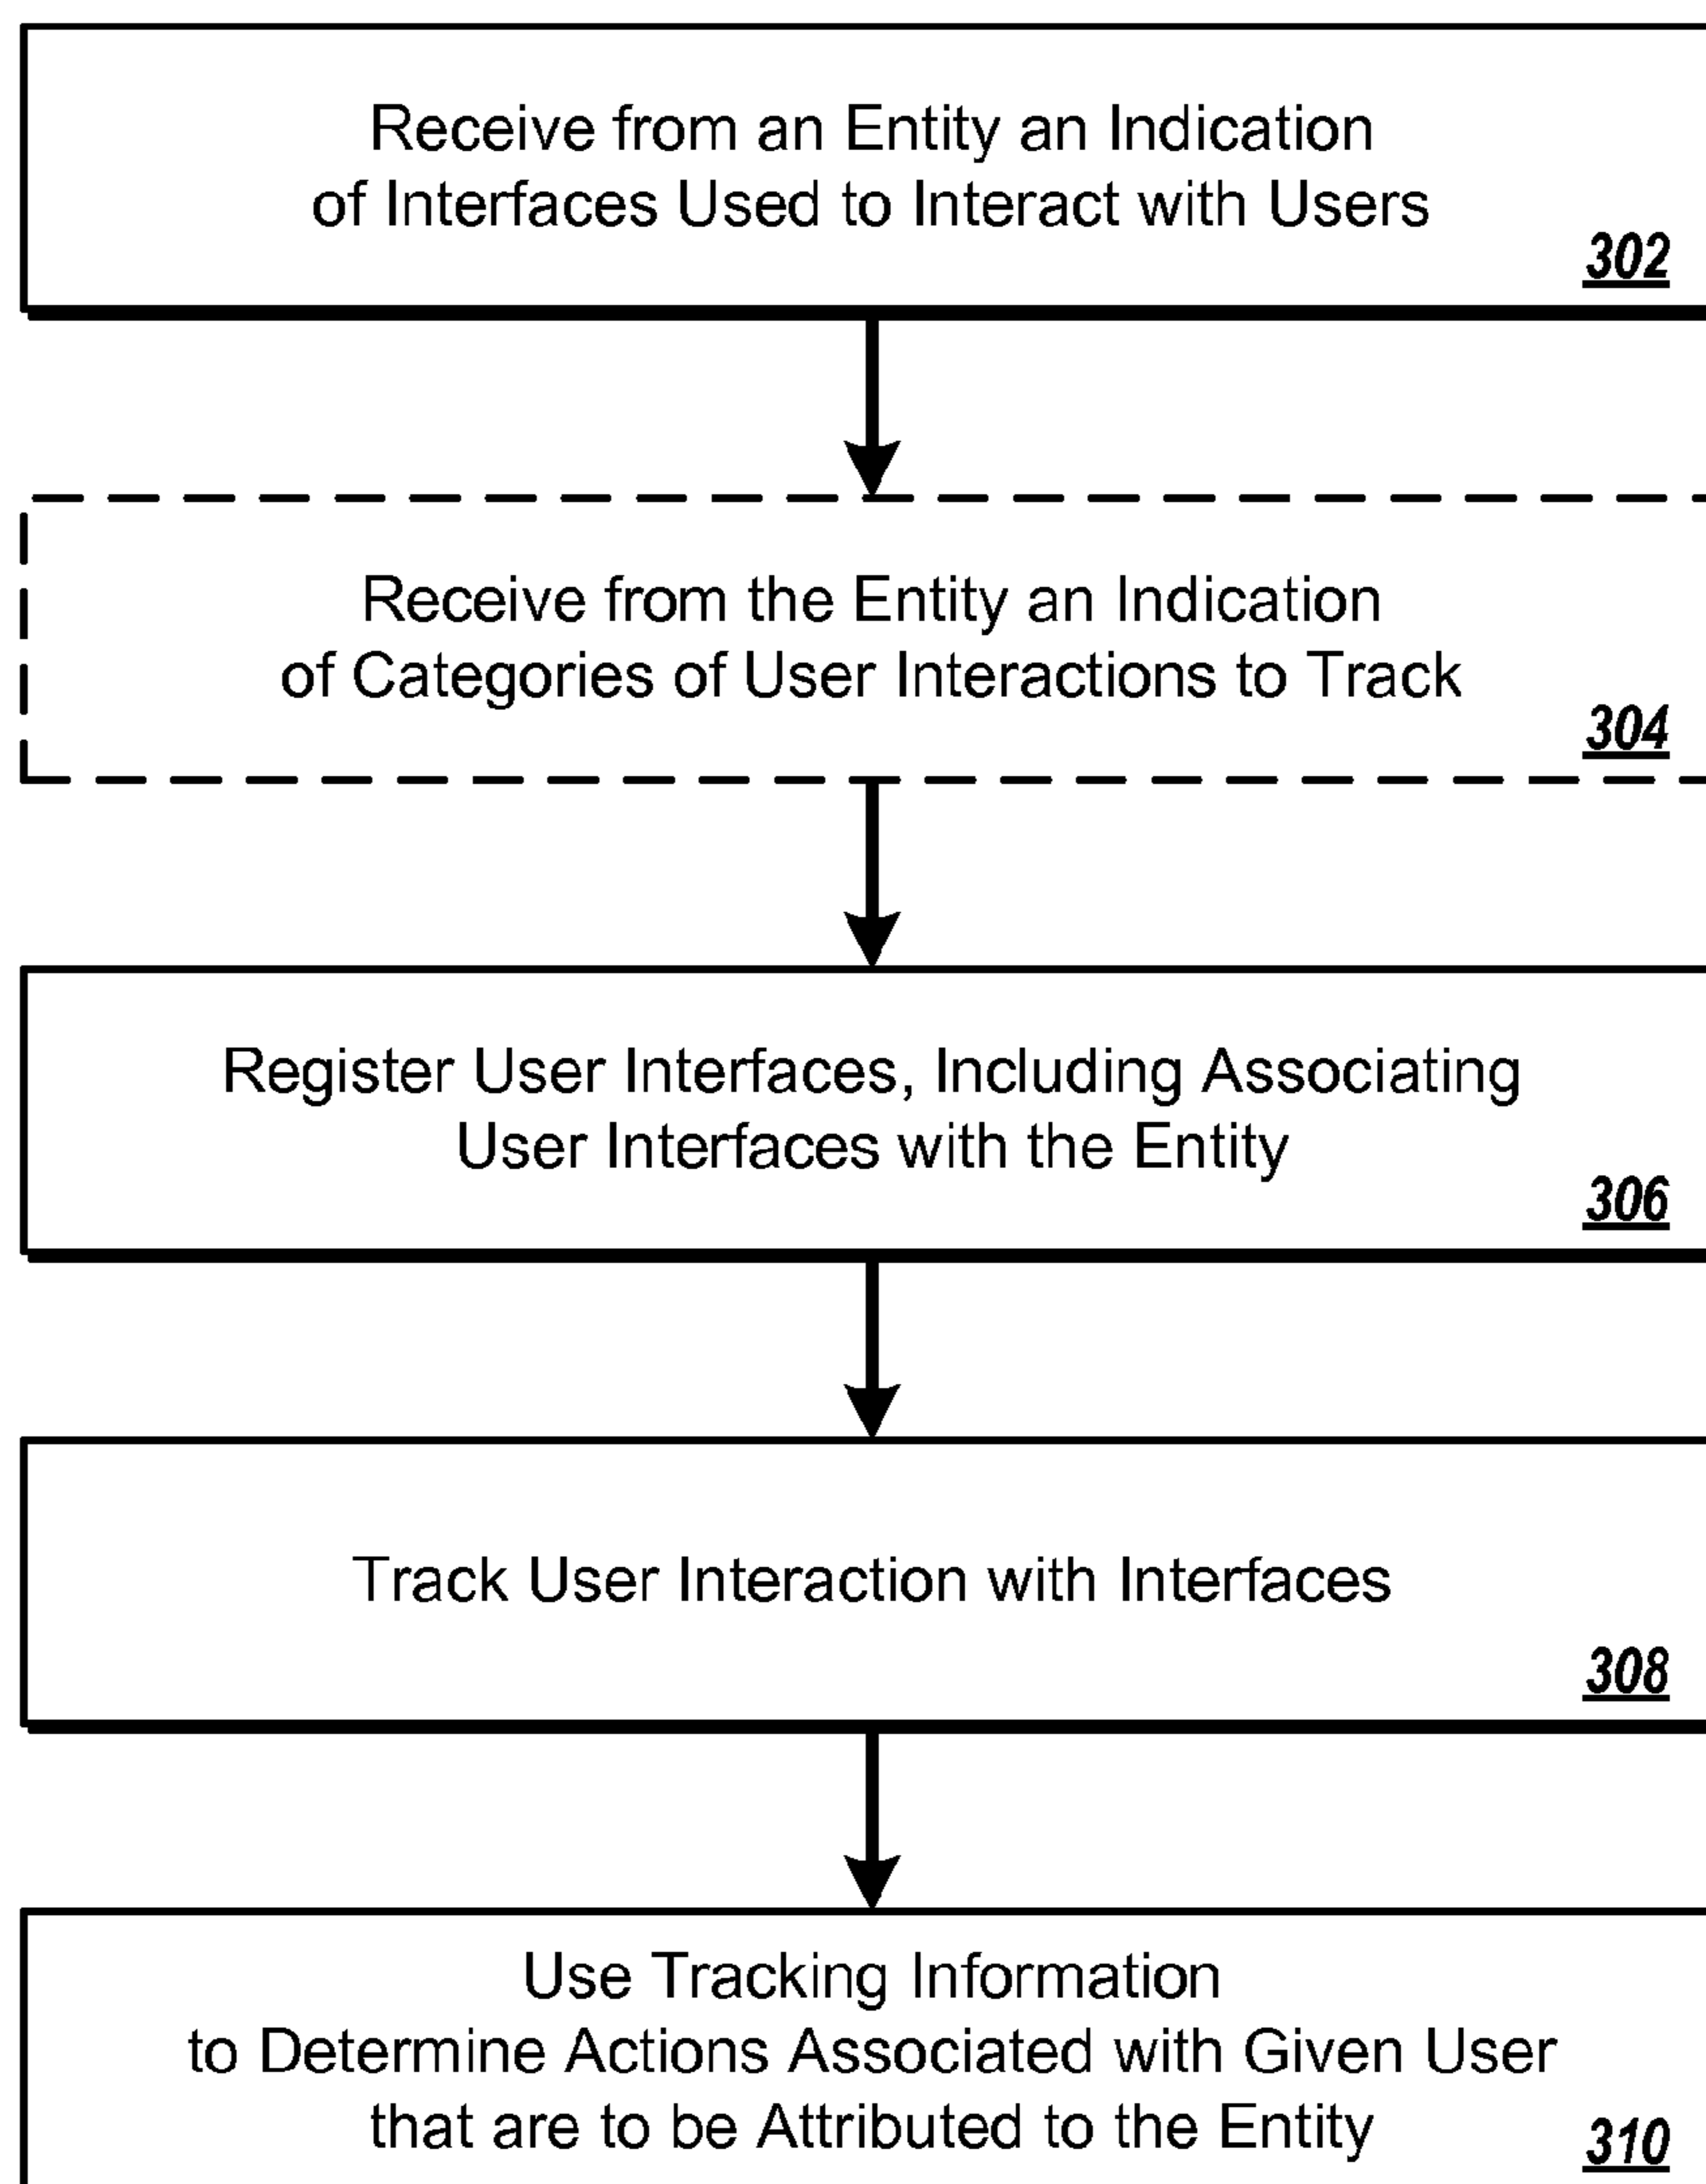 Receive from an Entity an Indication
of Interfaces Used to Interact with Users
302
Receive from the Entity an Indication
of Categories of User Interactions to Track
304
Register User Interfaces, Including Associating
User Interfaces with the Entity
306
Track User Interaction with Interfaces
308
Use Tracking Information
to Determine Actions Associated with Given User
that are to be Attributed to the Entity
310